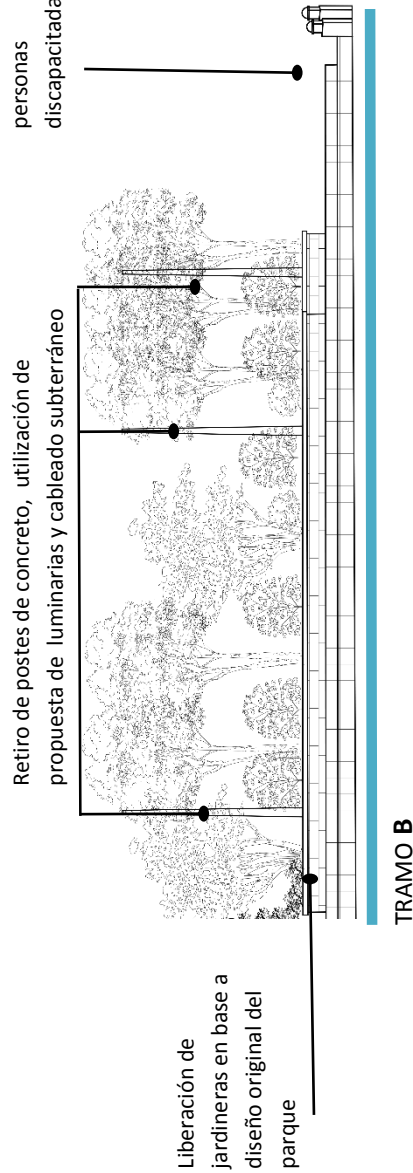 Retiro de postes de concreto, utilización de
propuesta de luminarias y cableado subterráneo
personas
discapacitada
Liberación de
jardineras en base a
diseño original del
parque
TRAMO B